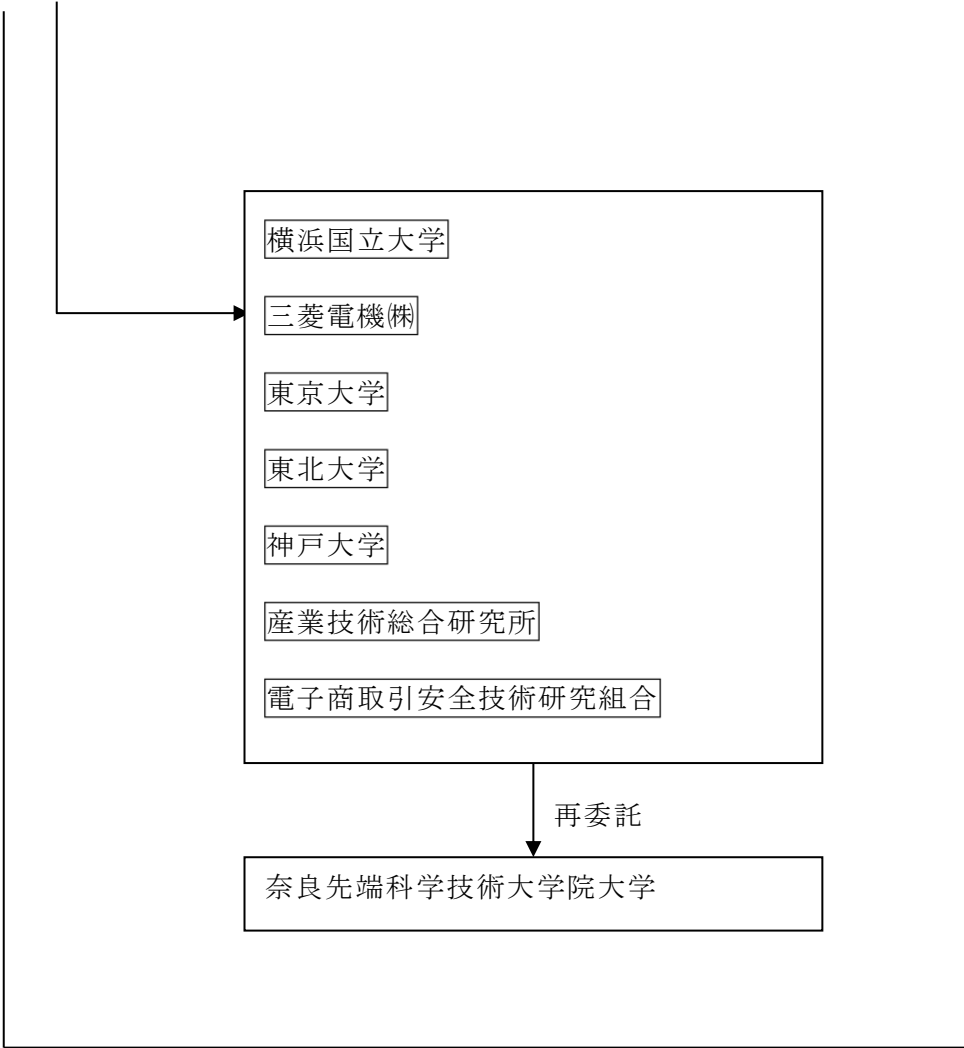 横浜国立大学
三菱電機㈱
東京大学
東北大学
神戸大学
産業技術総合研究所
電子商取引安全技術研究組合
再委託
奈良先端科学技術大学院大学